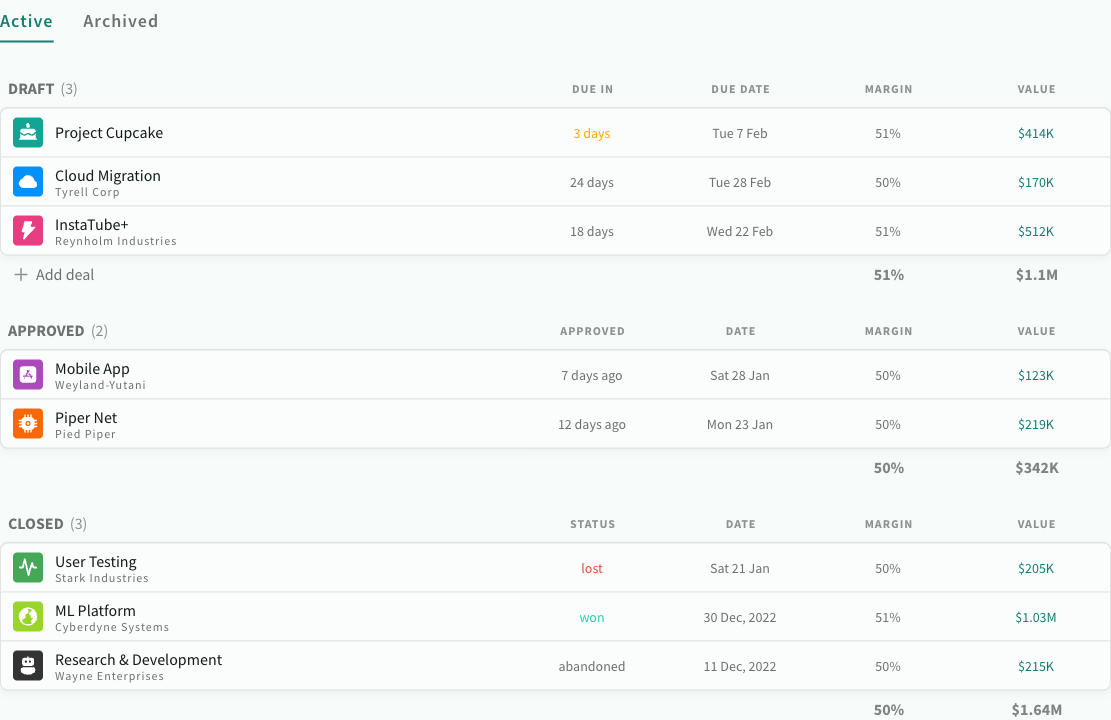 Active Archived
DRAFT (3) DUE IN DUE DATE MARGIN VALUE
Project Cupcake 3 days Tue 7 Feb 51% $414K
Cloud Migration 24 days Tue 28 Feb 50% $170K
Tyrell Corp
InstaTube+ 18 days Wed 22 Feb 51% $512K
Reynholm Industries
Add deal 51% $1.1M
APPROVED (2) APPROVED DATE MARGIN VALUE
Mobile App 7 days ago Sat 28 Jan 50% $123K
Weyland-Yutani
Piper Net 12 days ago Mon 23 Jan 50% $219K
Pied Piper
50% $342K
CLOSED (3) STATUS DATE MARGIN VALUE
User Testing lost Sat 21 Jan 50% $205K
Stark Industries
ML Platform won 30 Dec, 2022 51% $1.03M
Cyberdyne Systems
Research & Development abandoned 11 Dec, 2022 50% $215K
Wayne Enterprises
50% $1.64M